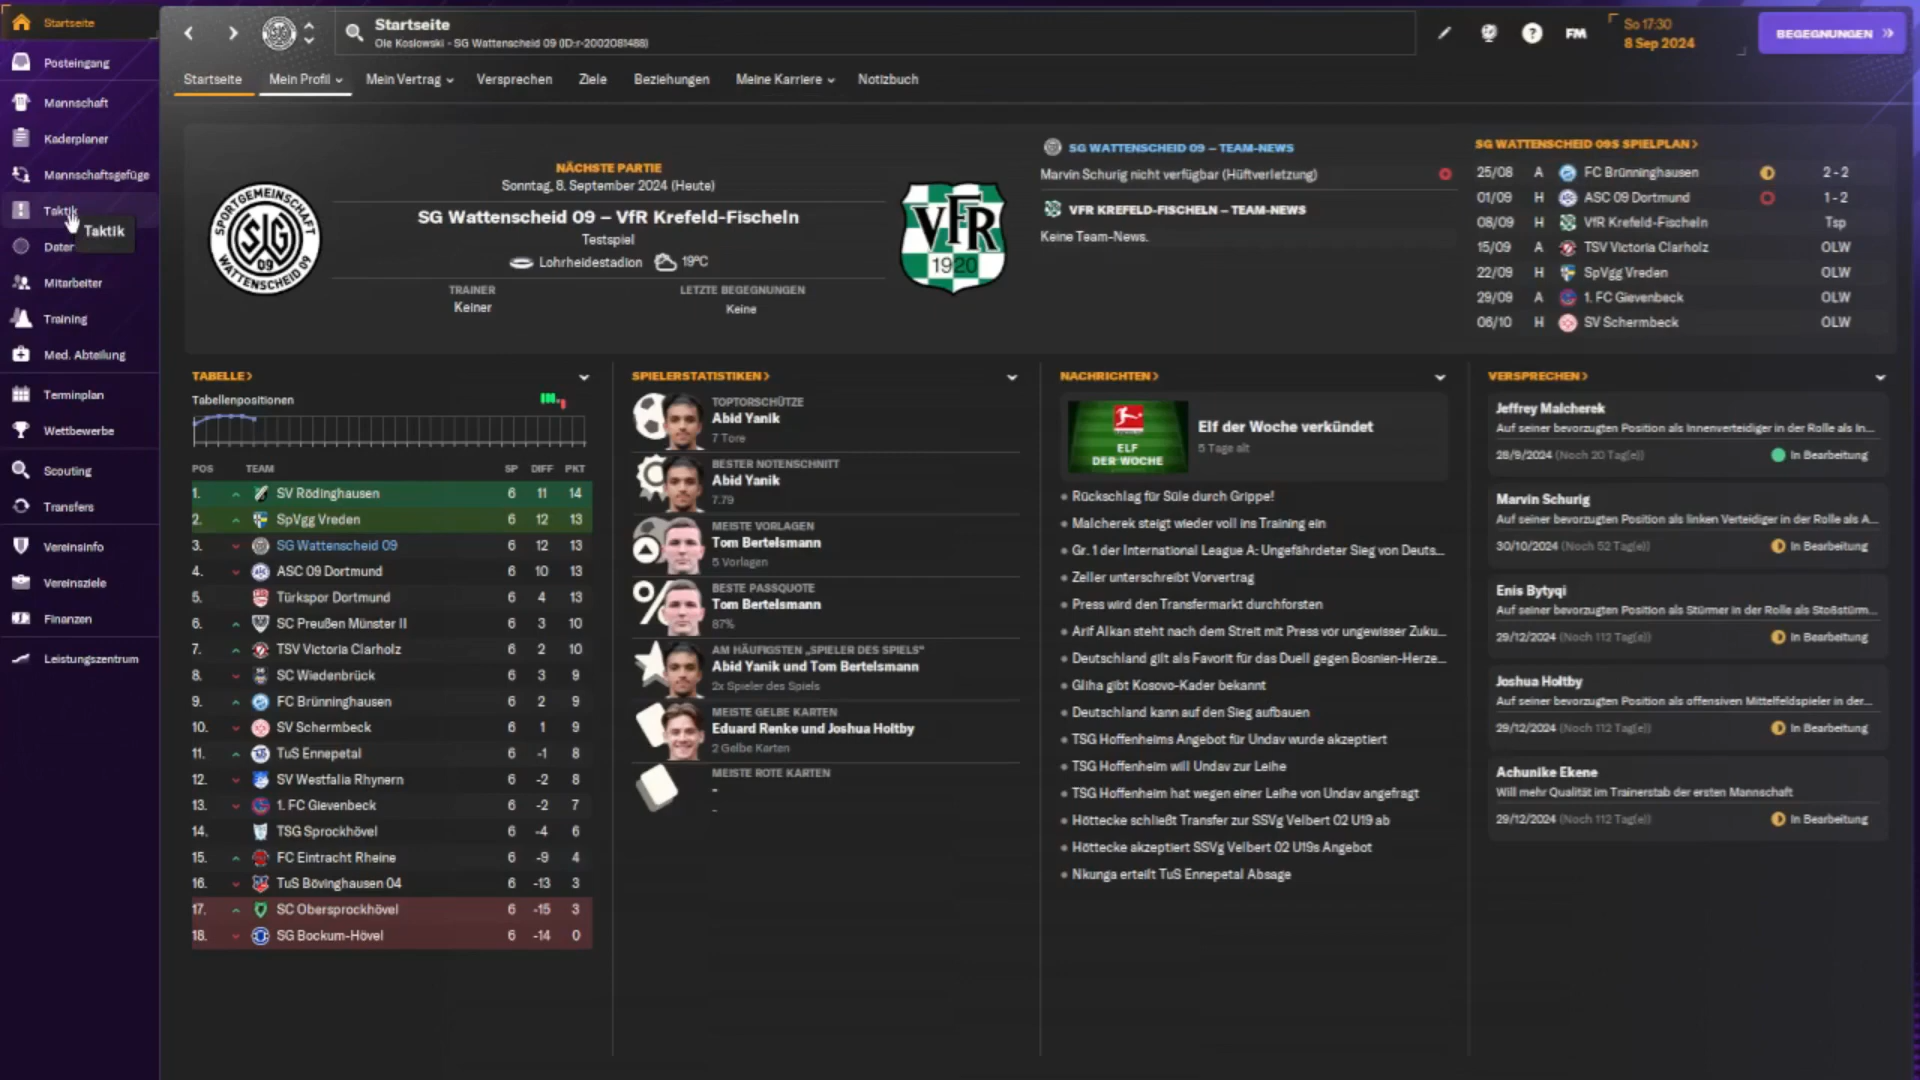 Startseite
Posteingang
Mannschaft
Kaderplaner
Mannschaftsgefüge
Taktik
Taktik
Daten
Mitarbeiter
Training
Med. Abteilung
Terminplan
Wettbewerbe
Scouting
Transfers
Vereinsinfo
Vereinsziele
Finanzen
Leistungszentrum
Startseite
Ole Koslowski - SG Wattenscheid 09 (ID:r-2002081488)
FM
So 17:30
8 Sep 2024
BEGEGNUNGEN
Startseite Mein Profil Mein Vertrag Versprechen Ziele Beziehungen Meine Karriere Notizbuch
SPORTGEMEINSCHAFT
SG
09
WATTENSCHEID 09
NÄCHSTE PARTIE
Sonntag, 8. September 2024 (Heute)
SG Wattenscheid 09 – VfR Krefeld-Fischeln
Testspiel
Lohrheidestadion 19°C
TRAINER
Keiner
LETZTE BEGEGNUNGEN
Keine
VFR
1920
SG WATTENSCHEID 09 – TEAM-NEWS
Marvin Schurig nicht verfügbar (Hüftverletzung)
VFR KREFELD-FISCHELN – TEAM-NEWS
Keine Team-News.
SG WATTENSCHEID 09S SPIELPLAN
25/08 A FC Brünninghausen 2 - 2
01/09 H ASC 09 Dortmund 1 - 2
08/09 H VfR Krefeld-Fischeln Tsp
15/09 A TSV Victoria Clarholz OLW
22/09 H SpVgg Vreden OLW
29/09 A 1. FC Gievenbeck OLW
06/10 H SV Schermbeck OLW
TABELLE
Tabellenpositionen
POS TEAM SP DIFF PKT
1. SV Rödinghausen 6 11 14
2. SpVgg Vreden 6 12 13
3. SG Wattenscheid 09 6 12 13
4. ASC 09 Dortmund 6 10 13
5. Türkspor Dortmund 6 4 13
6. SC Preußen Münster II 6 3 10
7. TSV Victoria Clarholz 6 2 10
8. SC Wiedenbrück 6 3 9
9. FC Brünninghausen 6 2 9
10. SV Schermbeck 6 1 9
11. TuS Ennepetal 6 -1 8
12. SV Westfalia Rhynern 6 -2 8
13. 1. FC Gievenbeck 6 -2 7
14. TSG Sprockhövel 6 -4 6
15. FC Eintracht Rheine 6 -9 4
16. TuS Bövinghausen 04 6 -13 3
17. SC Obersprockhövel 6 -15 3
18. SG Bockum-Hövel 6 -14 0
SPIELERSTATISTIKEN
TOPTORSCHÜTZE
Abid Yanik
7 Tore
BESTER NOTENSCHNITT
Abid Yanik
7.79
MEISTE VORLAGEN
Tom Bertelsmann
5 Vorlagen
BESTE PASSQUOTE
Tom Bertelsmann
87%
AM HÄUFIGSTEN „SPIELER DES SPIELS"
Abid Yanik und Tom Bertelsmann
2x Spieler des Spiels
MEISTE GELBE KARTEN
Eduard Renke und Joshua Holtby
2 Gelbe Karten
MEISTE ROTE KARTEN
-
-
NACHRICHTEN
ELF
DER WOCHE
Elf der Woche verkündet
5 Tage alt
Rückschlag für Süle durch Grippe!
Malcherek steigt wieder voll ins Training ein
Gr. 1 der International League A: Ungefährdeter Sieg von Deuts...
Zeller unterschreibt Vorvertrag
Press wird den Transfermarkt durchforsten
Arif Alkan steht nach dem Streit mit Press vor ungewisser Zuku...
Deutschland gilt als Favorit für das Duell gegen Bosnien-Herze...
Gliha gibt Kosovo-Kader bekannt
Deutschland kann auf den Sieg aufbauen
TSG Hoffenheims Angebot für Undav wurde akzeptiert
TSG Hoffenheim will Undav zur Leihe
TSG Hoffenheim hat wegen einer Leihe von Undav angefragt
Höttecke schließt Transfer zur SSVg Velbert 02 U19 ab
Höttecke akzeptiert SSVg Velbert 02 U19s Angebot
Nkunga erteilt TuS Ennepetal Absage
VERSPRECHEN
Jeffrey Malcherek
Auf seiner bevorzugten Position als Innenverteidiger in der Rolle als In...
28/9/2024 (Noch 20 Tag(e)) In Bearbeitung
Marvin Schurig
Auf seiner bevorzugten Position als linken Verteidiger in der Rolle als A...
30/10/2024 (Noch 52 Tag(e)) In Bearbeitung
Enis Bytyqi
Auf seiner bevorzugten Position als Stürmer in der Rolle als Stoßstürm...
29/12/2024 (Noch 112 Tag(e)) In Bearbeitung
Joshua Holtby
Auf seiner bevorzugten Position als offensiven Mittelfeldspieler in der...
29/12/2024 (Noch 112 Tag(e)) In Bearbeitung
Achunike Ekene
Will mehr Qualität im Trainerstab der ersten Mannschaft
29/12/2024 (Noch 112 Tag(e)) In Bearbeitung